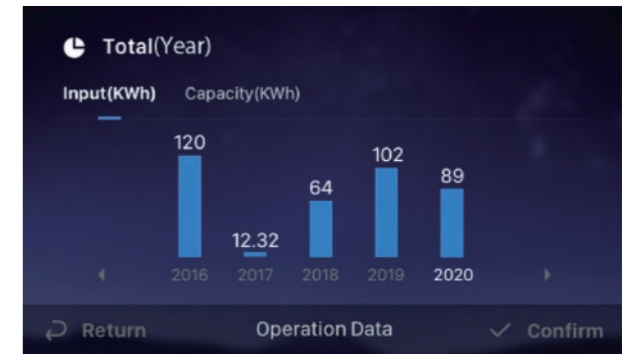 Total(Year)
Input(KWh) Capacity(KWh)
120
102
64
89
12.32
2016 2017 2018 2019 2020
Return Operation Data Confirm